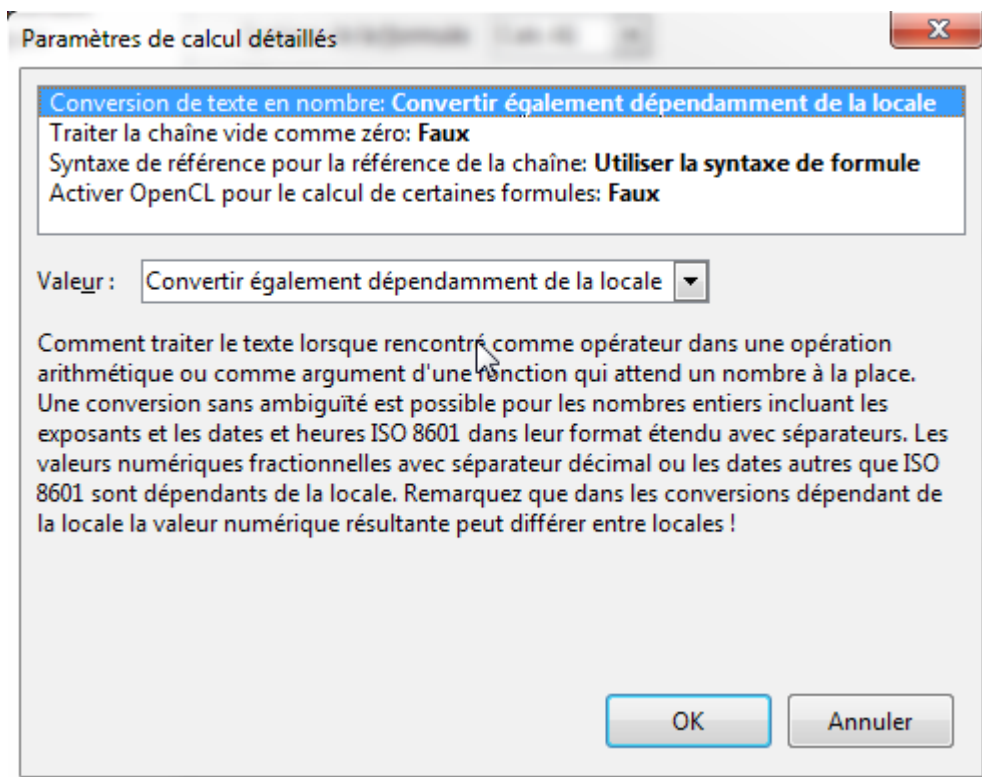 Paramètres de calcul détaillés
Conversion de texte en nombre: Convertir également dépendamment de la locale
Traiter la chaîne vide comme zéro: Faux
Syntaxe de référence pour la référence de la chaîne: Utiliser la syntaxe de formule
Activer OpenCL pour le calcul de certaines formules: Faux
Valeur : Convertir également dépendamment de la locale
Comment traiter le texte lorsque rencontré comme opérateur dans une opération
arithmétique ou comme argument d'une fonction qui attend un nombre à la place.
Une conversion sans ambiguïté est possible pour les nombres entiers incluant les
exposants et les dates et heures ISO 8601 dans leur format étendu avec séparateurs. Les
valeurs numériques fractionnelles avec séparateur décimal ou les dates autres que ISO
8601 sont dépendants de la locale. Remarquez que dans les conversions dépendant de
la locale la valeur numérique résultante peut différer entre locales !
OK Annuler